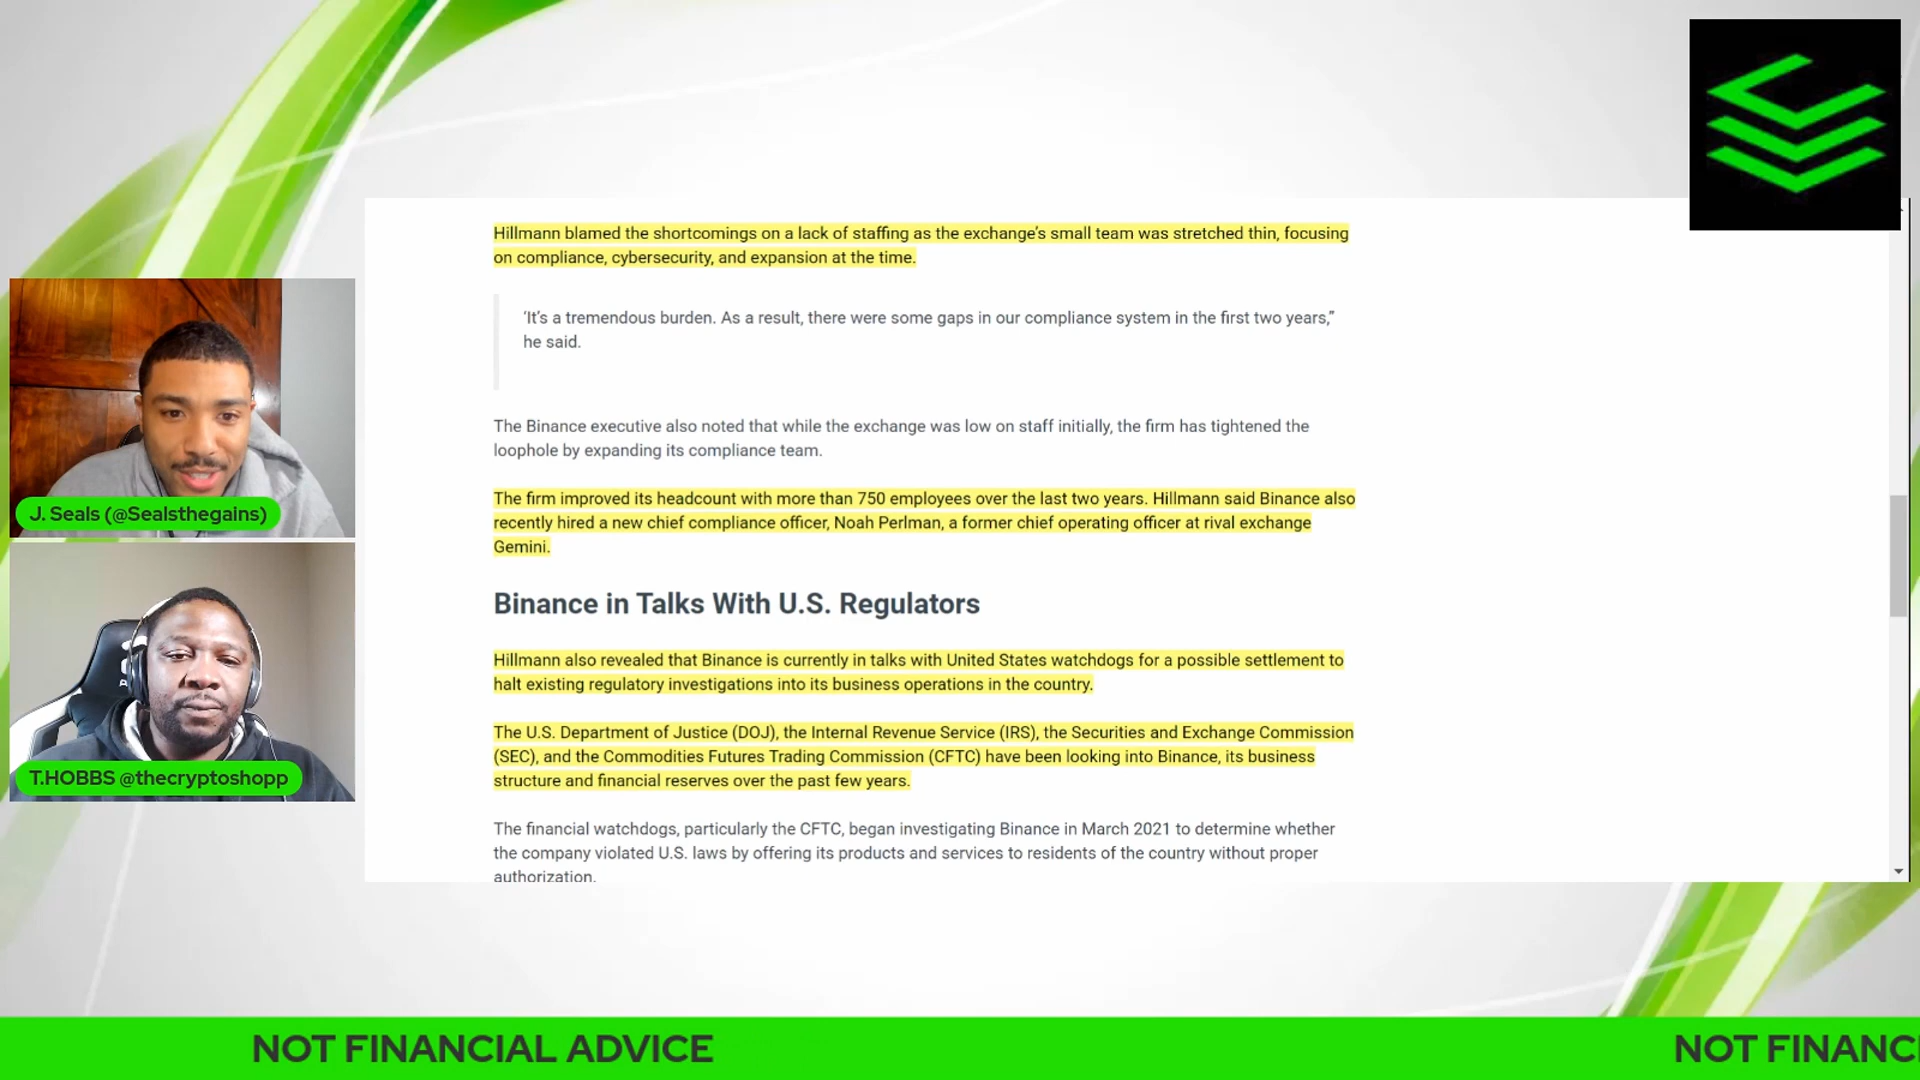 Hillmann blamed the shortcomings on a lack of staffing as the exchange's small team was stretched thin, focusing
on compliance, cybersecurity, and expansion at the time.
‘It's a tremendous burden. As a result, there were some gaps in our compliance system in the first two years,”
he said.
The Binance executive also noted that while the exchange was low on staff initially, the firm has tightened the
loophole by expanding its compliance team.
The firm improved its headcount with more than 750 employees over the last two years. Hillmann said Binance also
recently hired a new chief compliance officer, Noah Perlman, a former chief operating officer at rival exchange
Gemini.
Binance in Talks With U.S. Regulators
Hillmann also revealed that Binance is currently in talks with United States watchdogs for a possible settlement to
halt existing regulatory investigations into its business operations in the country.
The U.S. Department of Justice (DOJ), the Internal Revenue Service (IRS), the Securities and Exchange Commission
(SEC), and the Commodities Futures Trading Commission (CFTC) have been looking into Binance, its business
structure and financial reserves over the past few years.
The financial watchdogs, particularly the CFTC, began investigating Binance in March 2021 to determine whether
the company violated U.S. laws by offering its products and services to residents of the country without proper
authorization.
J. Seals (@Sealsthegains)
T.HOBBS @thecryptoshopp
NOT FINANCIAL ADVICE
NOT FINANC